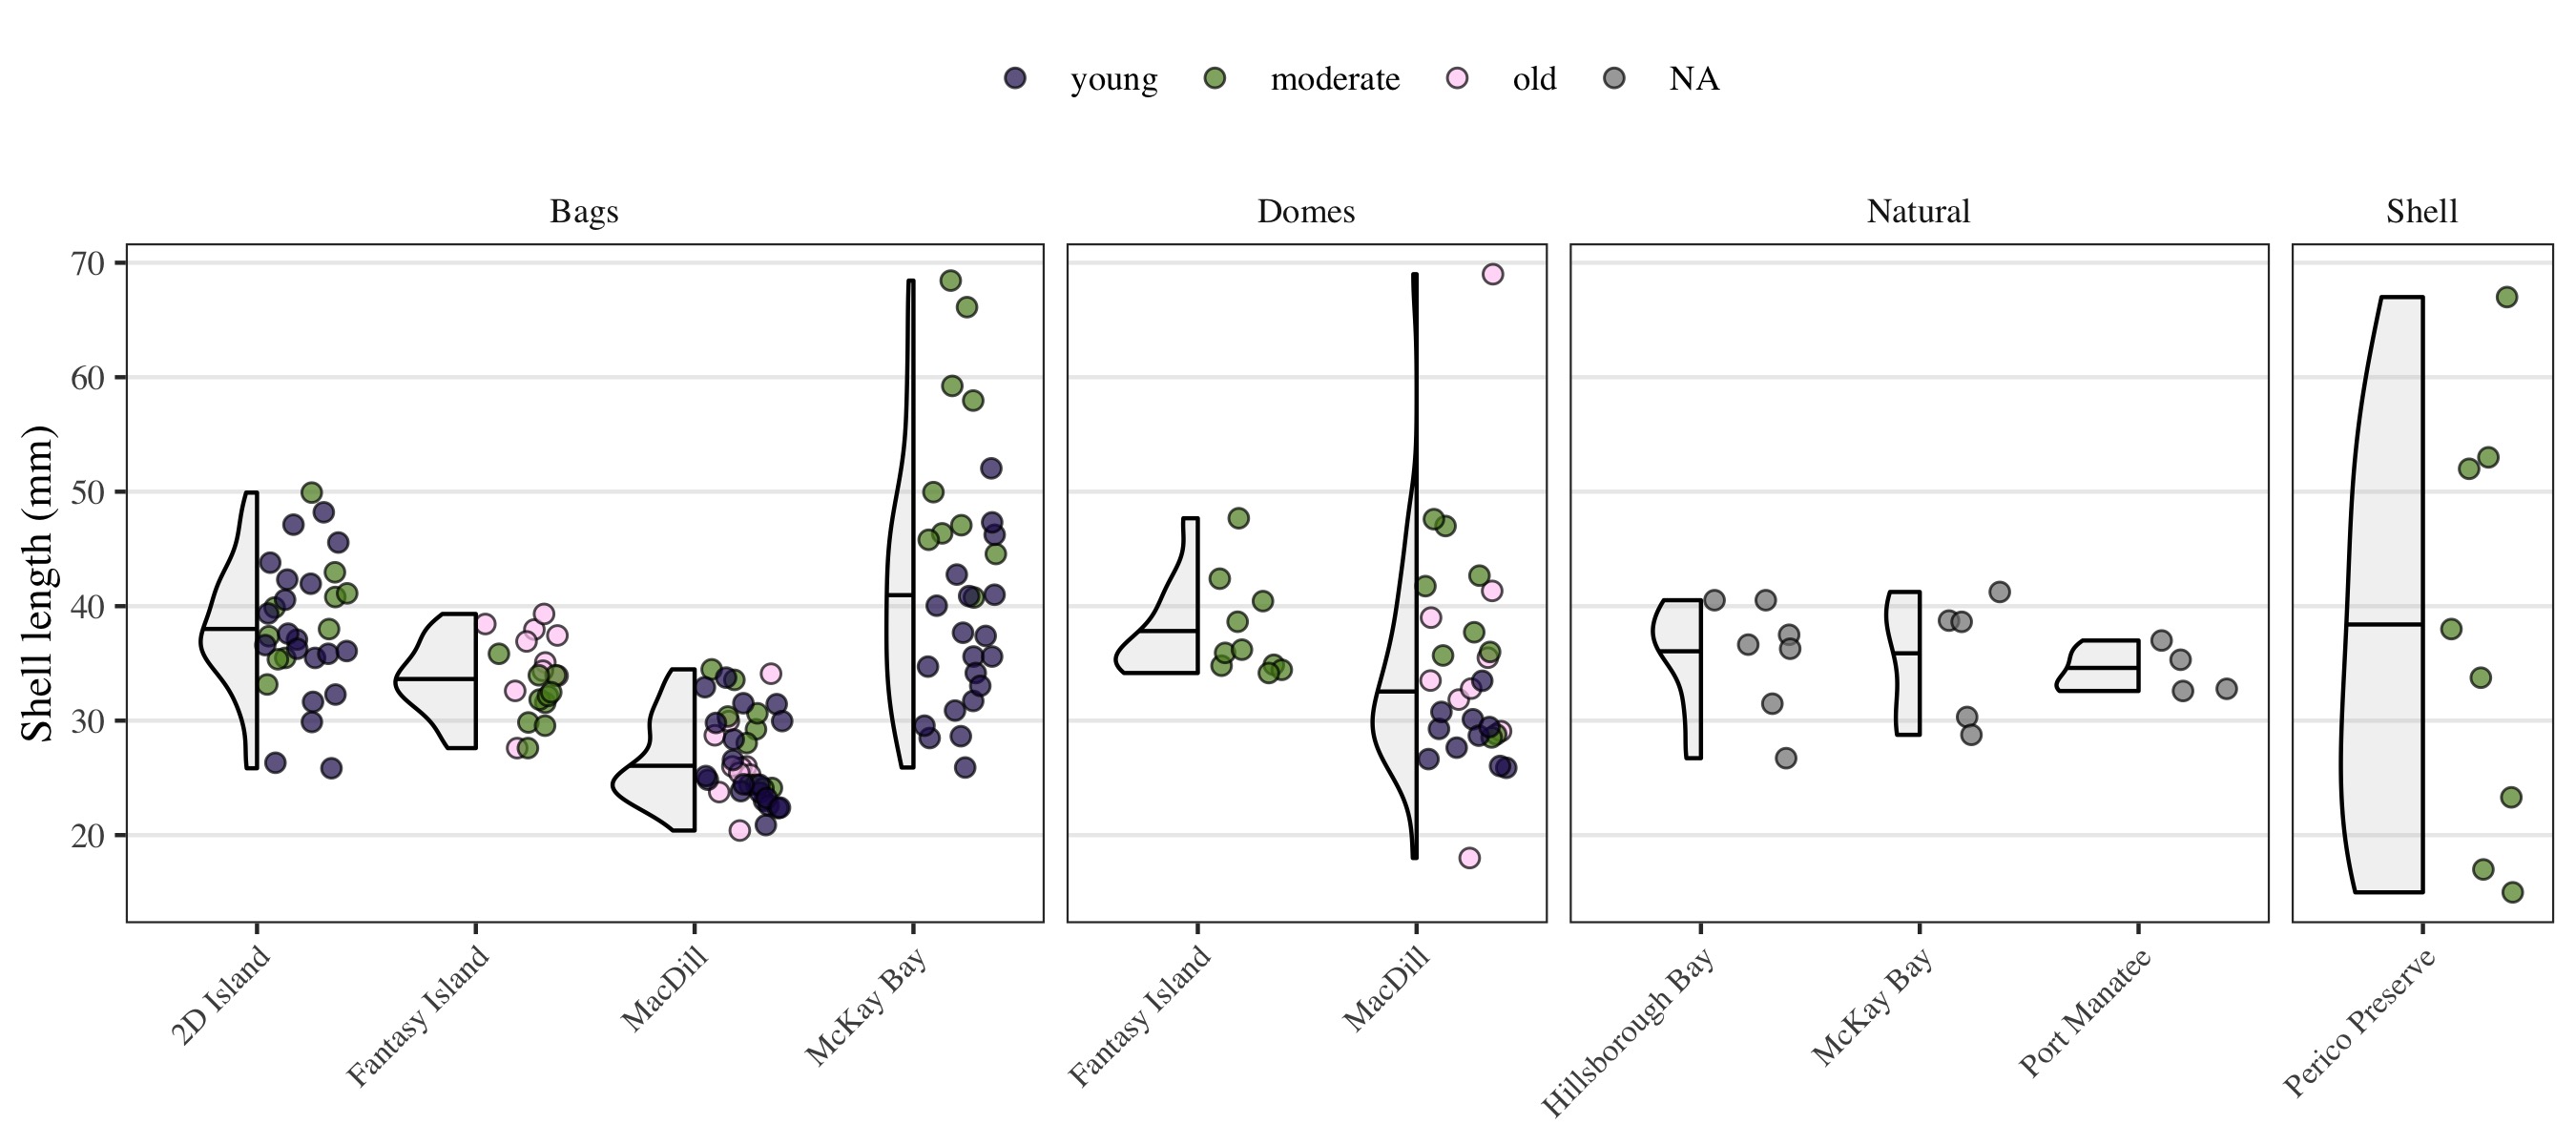 young moderate old NA
Bags Domes Natural Shell
Shell length (mm)
70
60
50
40
30
20
2D Island Fantasy Island MacDill McKay Bay Fantasy Island MacDill Hillsborough Bay McKay Bay Port Manatee Perico Preserve